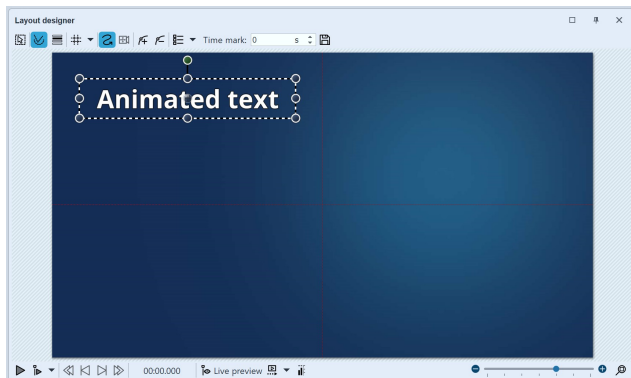 Layout designer
Time mark: 0 s
Animated text
00:00.000 Live preview